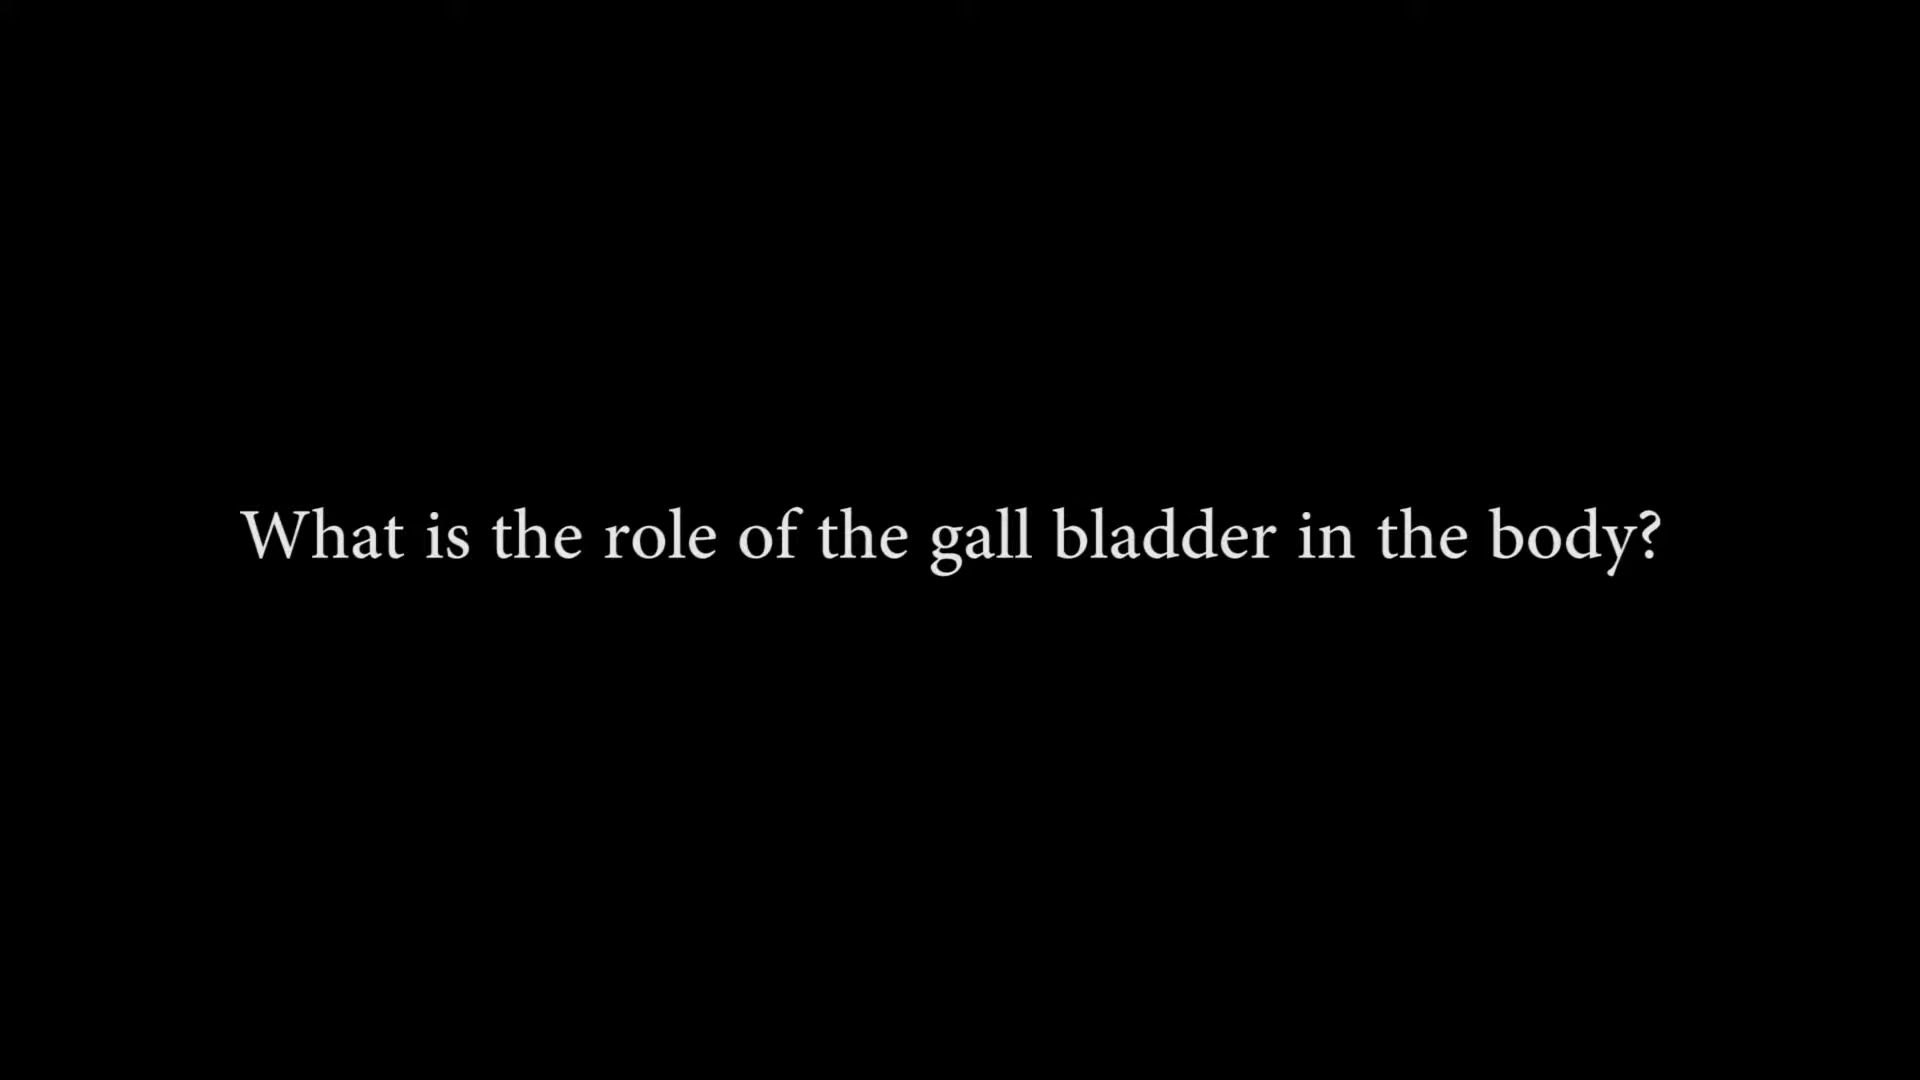 What is the role of the gall bladder in the body?